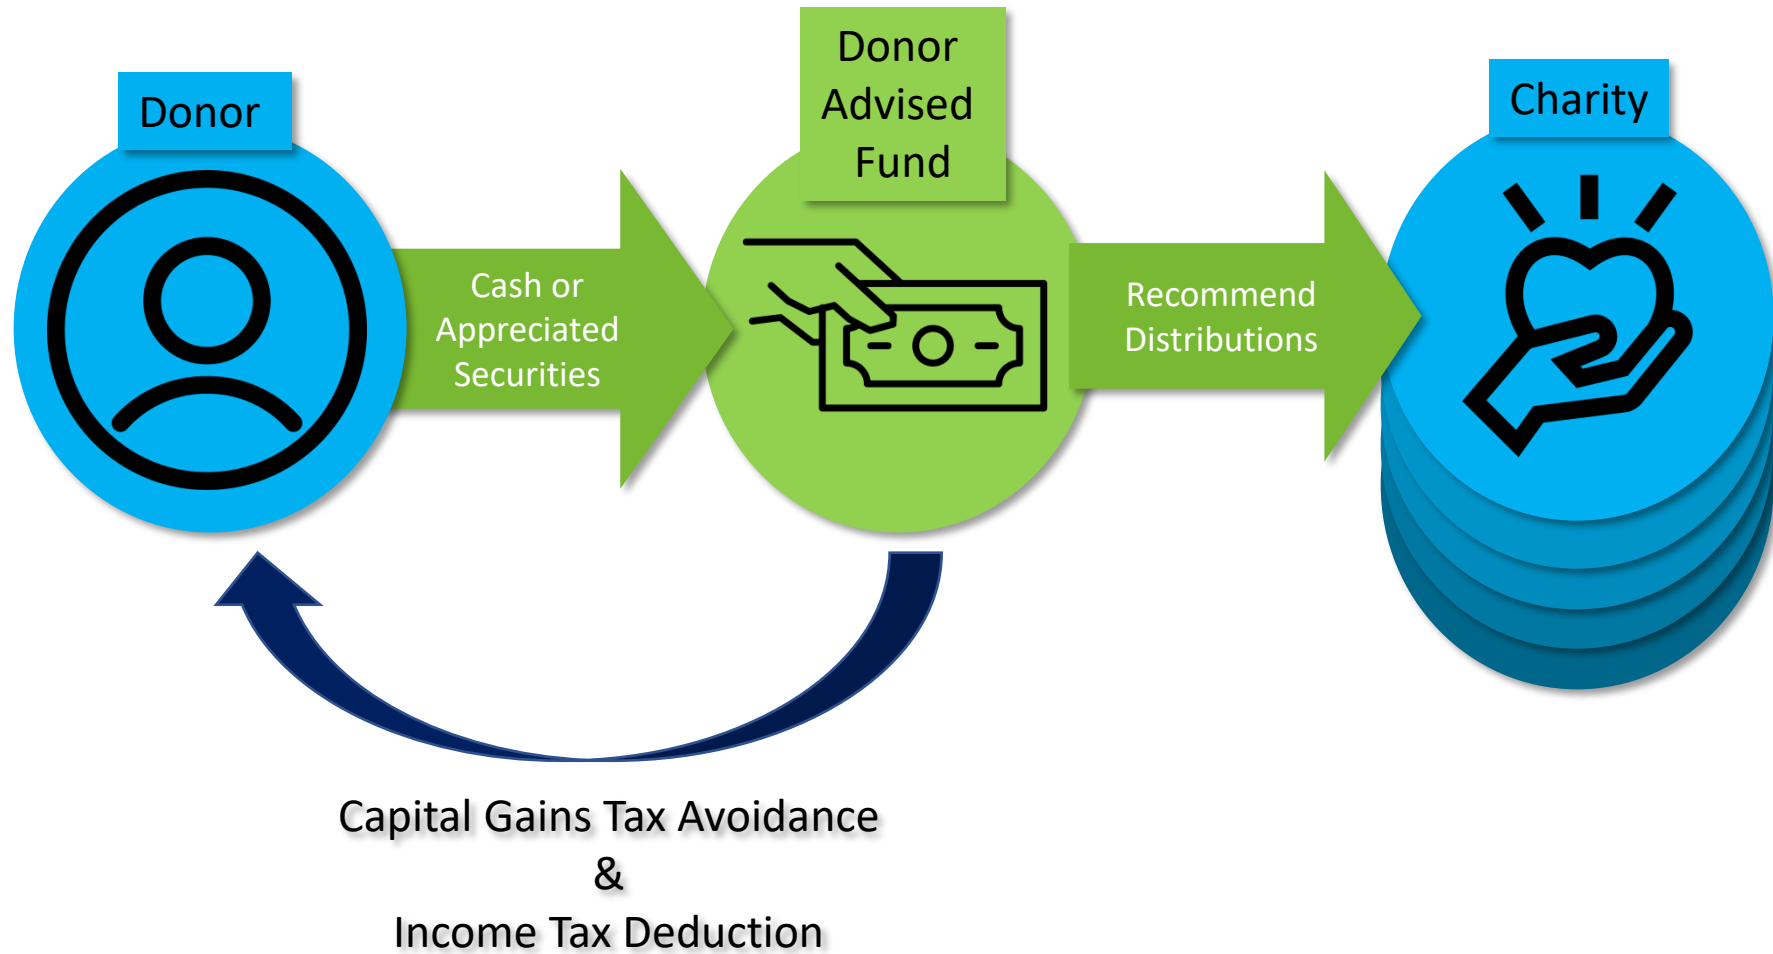 Donor
Donor
Advised
Fund
Charity
Cash or
Appreciated
Securities
Recommend
Distributions
Capital Gains Tax Avoidance
&
Income Tax Deduction